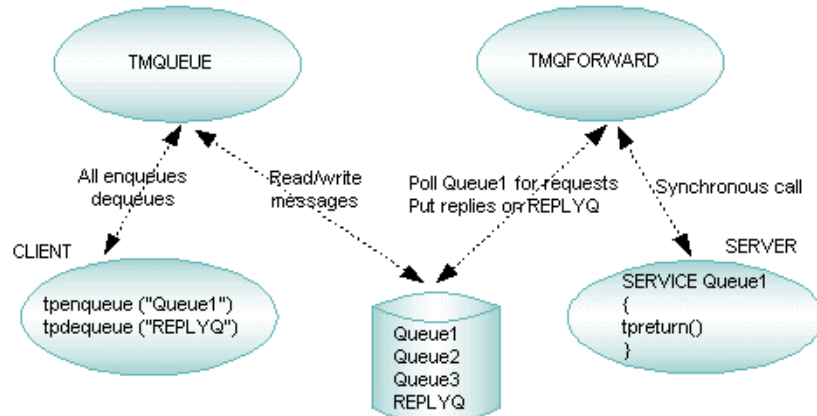 TMQUEUE
TMQFORWARD
All enqueues
dequeues
Read/write
messages
Poll Queue1 for requests
Put replies on REPLYQ
Synchronous call
CLIENT
SERVER
tpenqueue ("Queue1")
tpdequeue ("REPLYQ")
Queue1
Queue2
Queue3
REPLYQ
SERVICE Queue1
{
tpreturn()
}